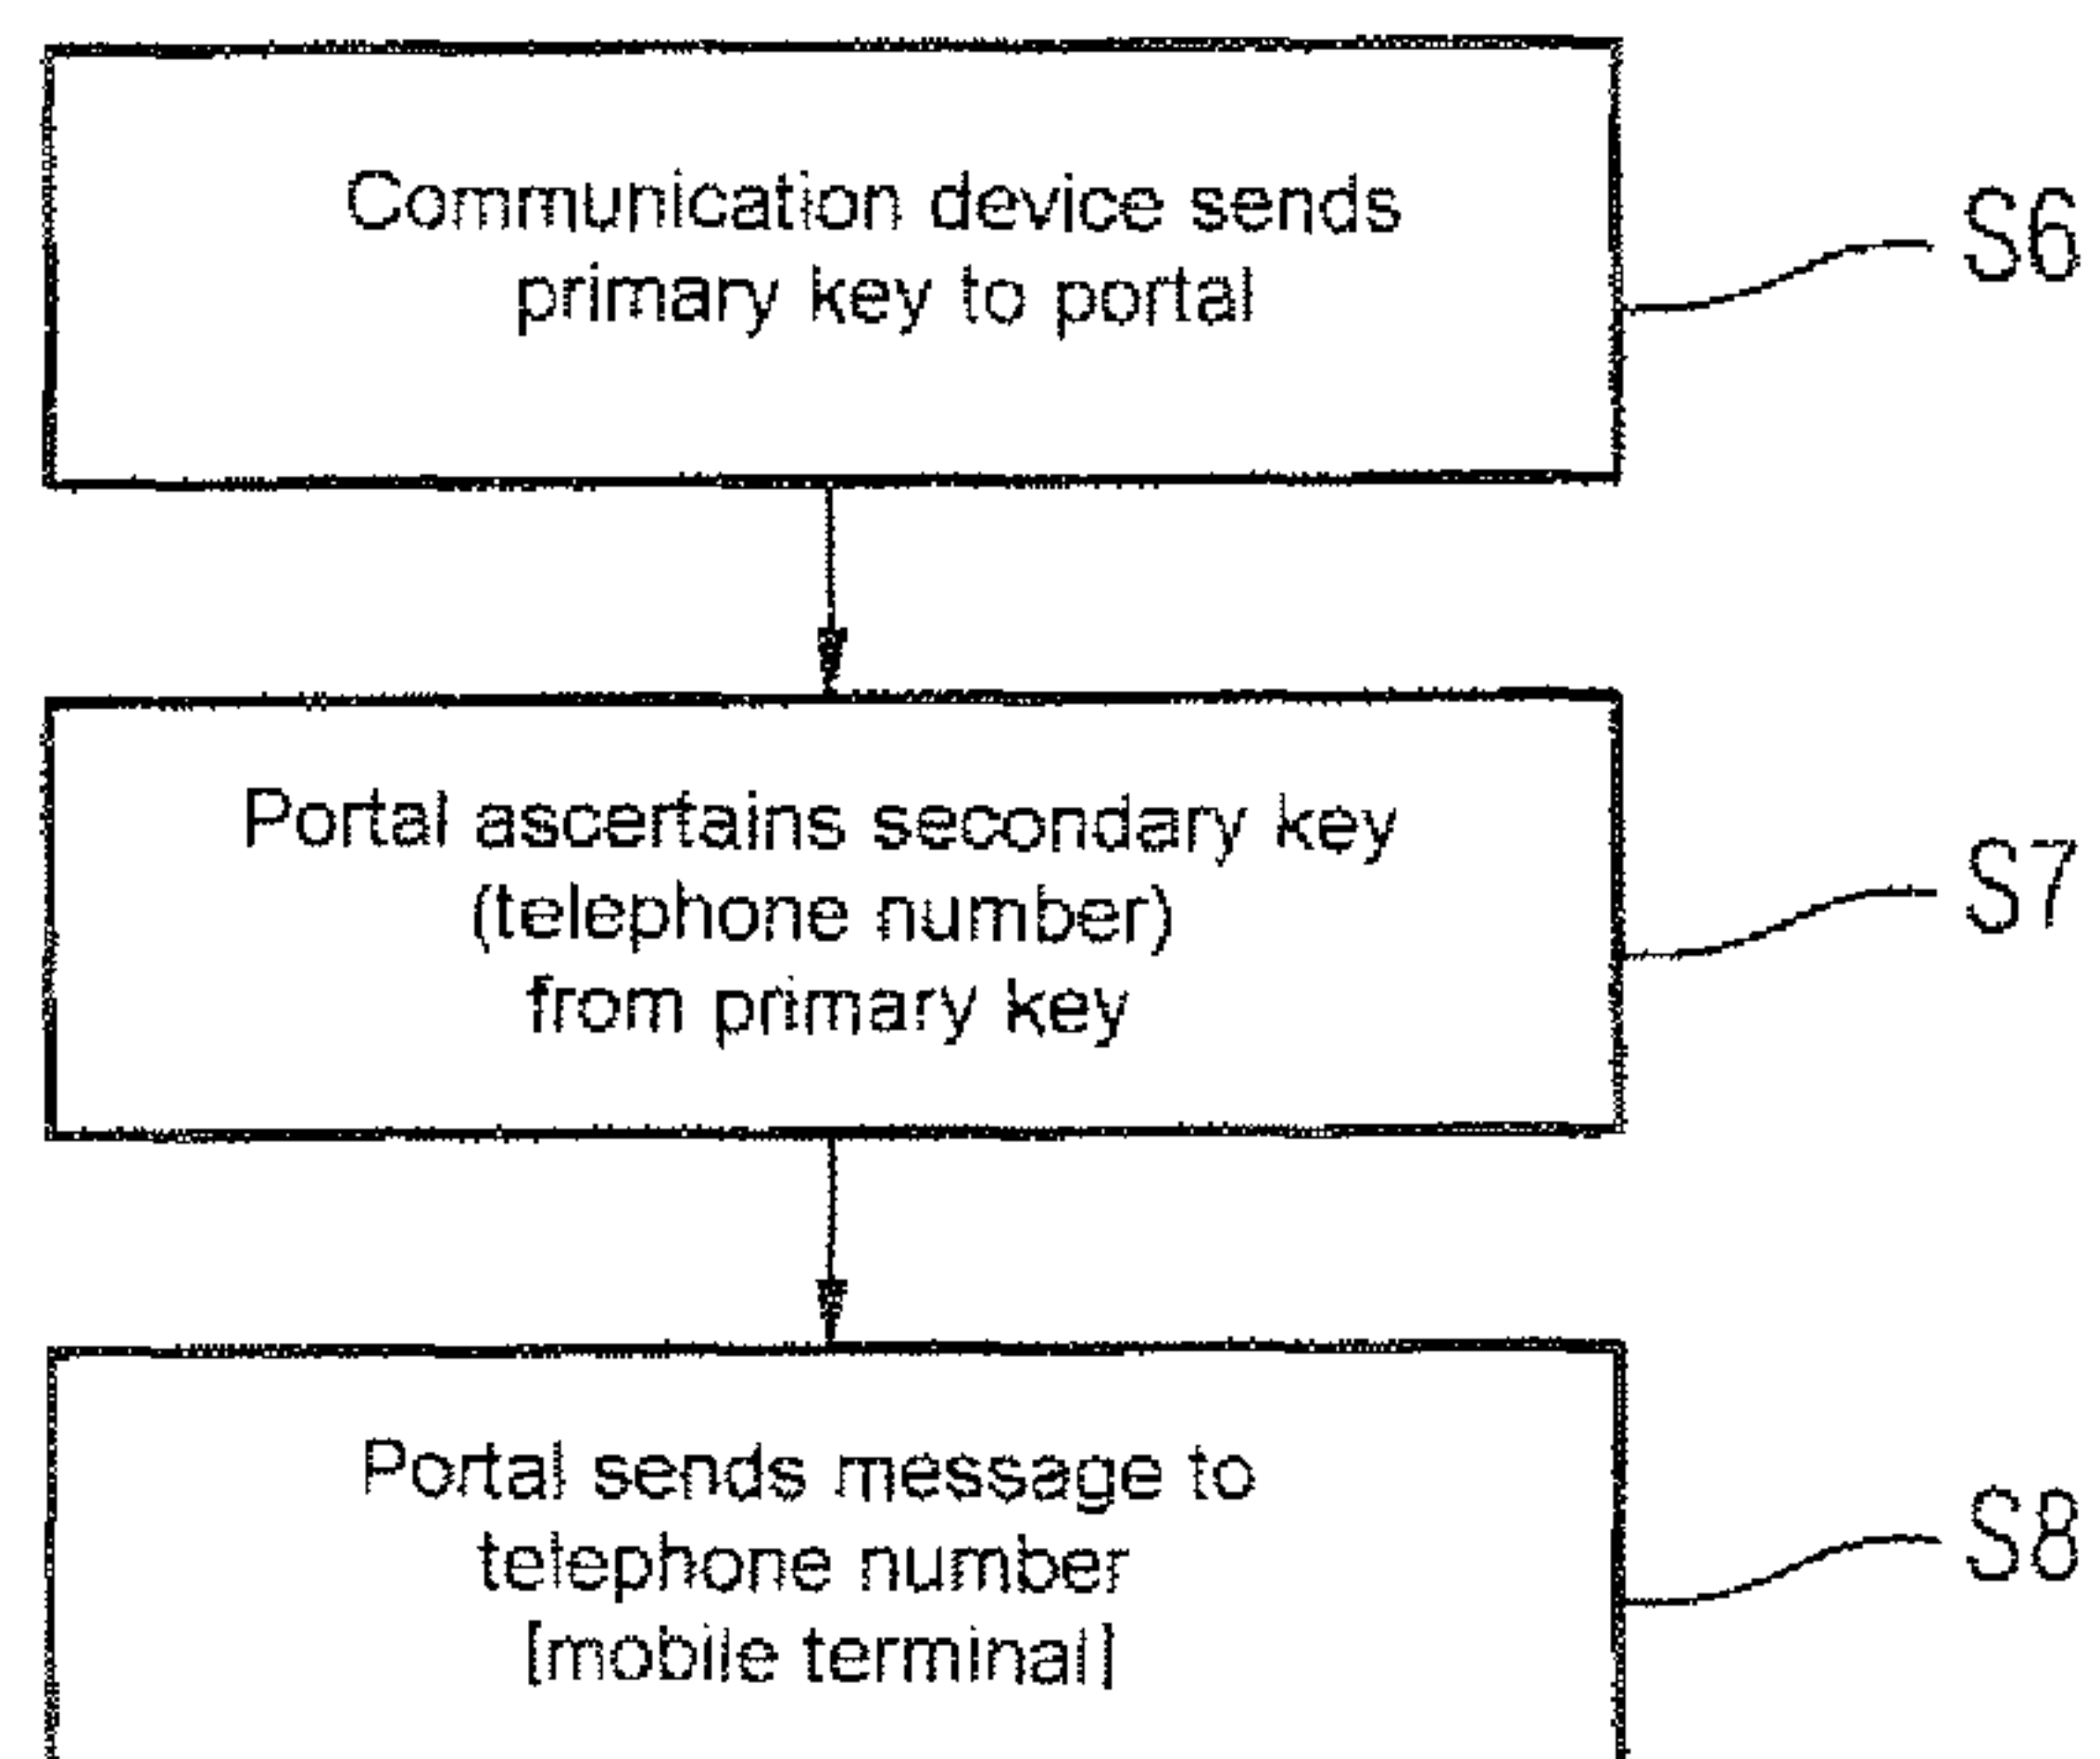 Communication device sends
primary key to portal
S6
Portal ascertains secondary key
(telephone number)
from primary key
S7
Portal sends message to
telephone number
[mobile terminal]
S8